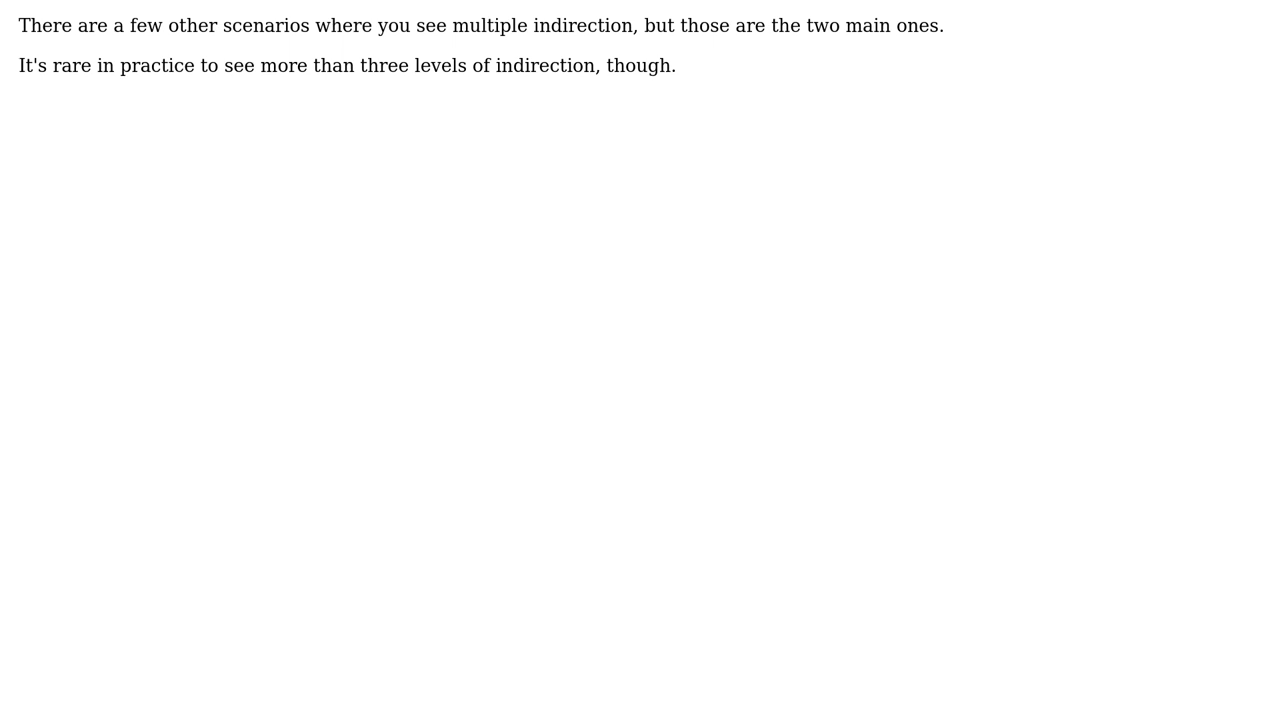 There are a few other scenarios where you see multiple indirection, but those are the two main ones.
It's rare in practice to see more than three levels of indirection, though.